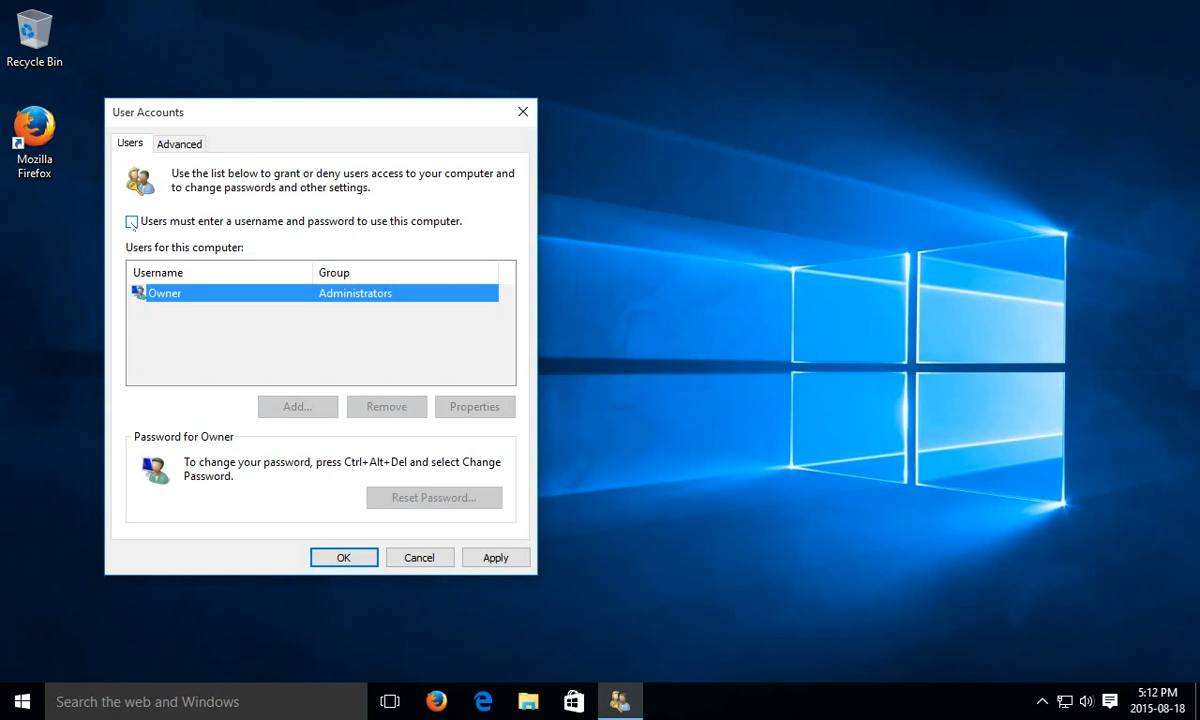 Recycle Bin
Mozilla
Firefox
User Accounts
Users
Advanced
Use the list below to grant or deny users access to your computer and
to change passwords and other settings.
Users must enter a username and password to use this computer.
Users for this computer:
Username Group
Owner Administrators
Add... Remove Properties
Password for Owner
To change your password, press Ctrl+Alt+Del and select Change
Password.
Reset Password...
OK Cancel Apply
Search the web and Windows
5:12 PM
2015-08-18